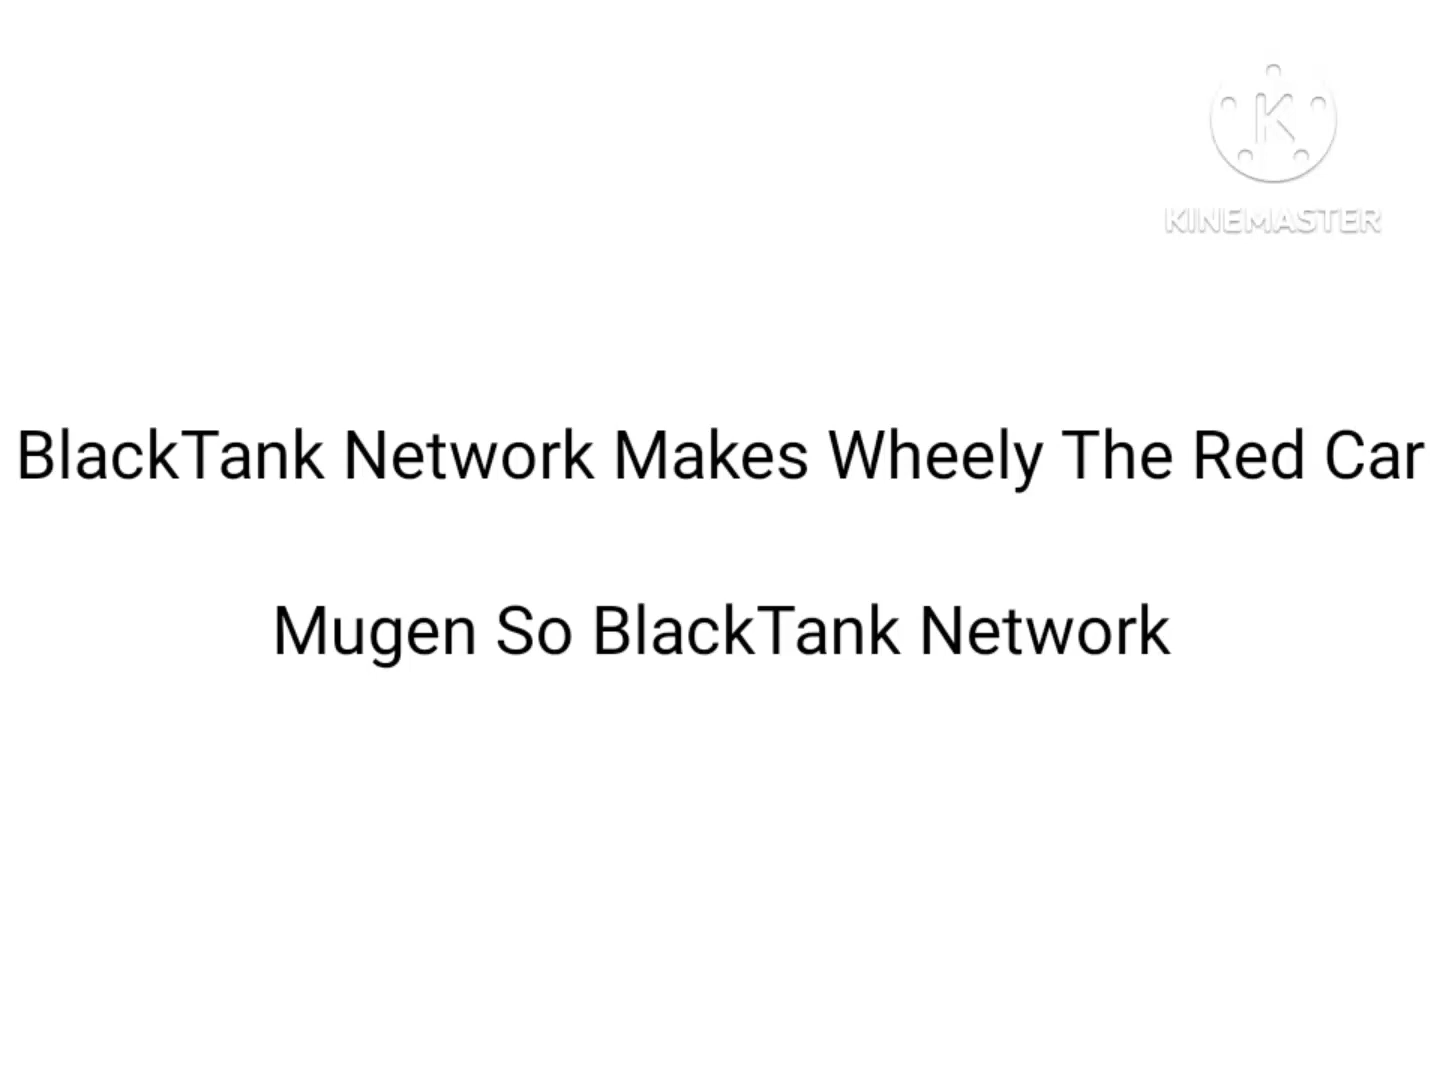 K
KINEMASTER
BlackTank Network Makes Wheely The Red Car
Mugen So BlackTank Network